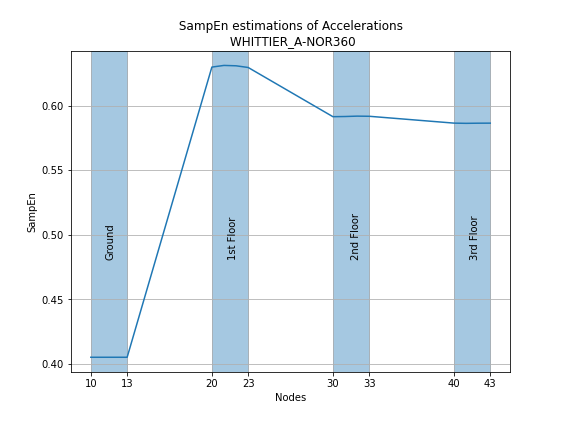 SampEn estimations of Accelerations
WHITTIER_A-NOR360
SampEn
0.60
0.55
0.50
0.45
0.40
Ground
1st Floor
2nd Floor
3rd Floor
10 13 20 23 30 33 40 43
Nodes